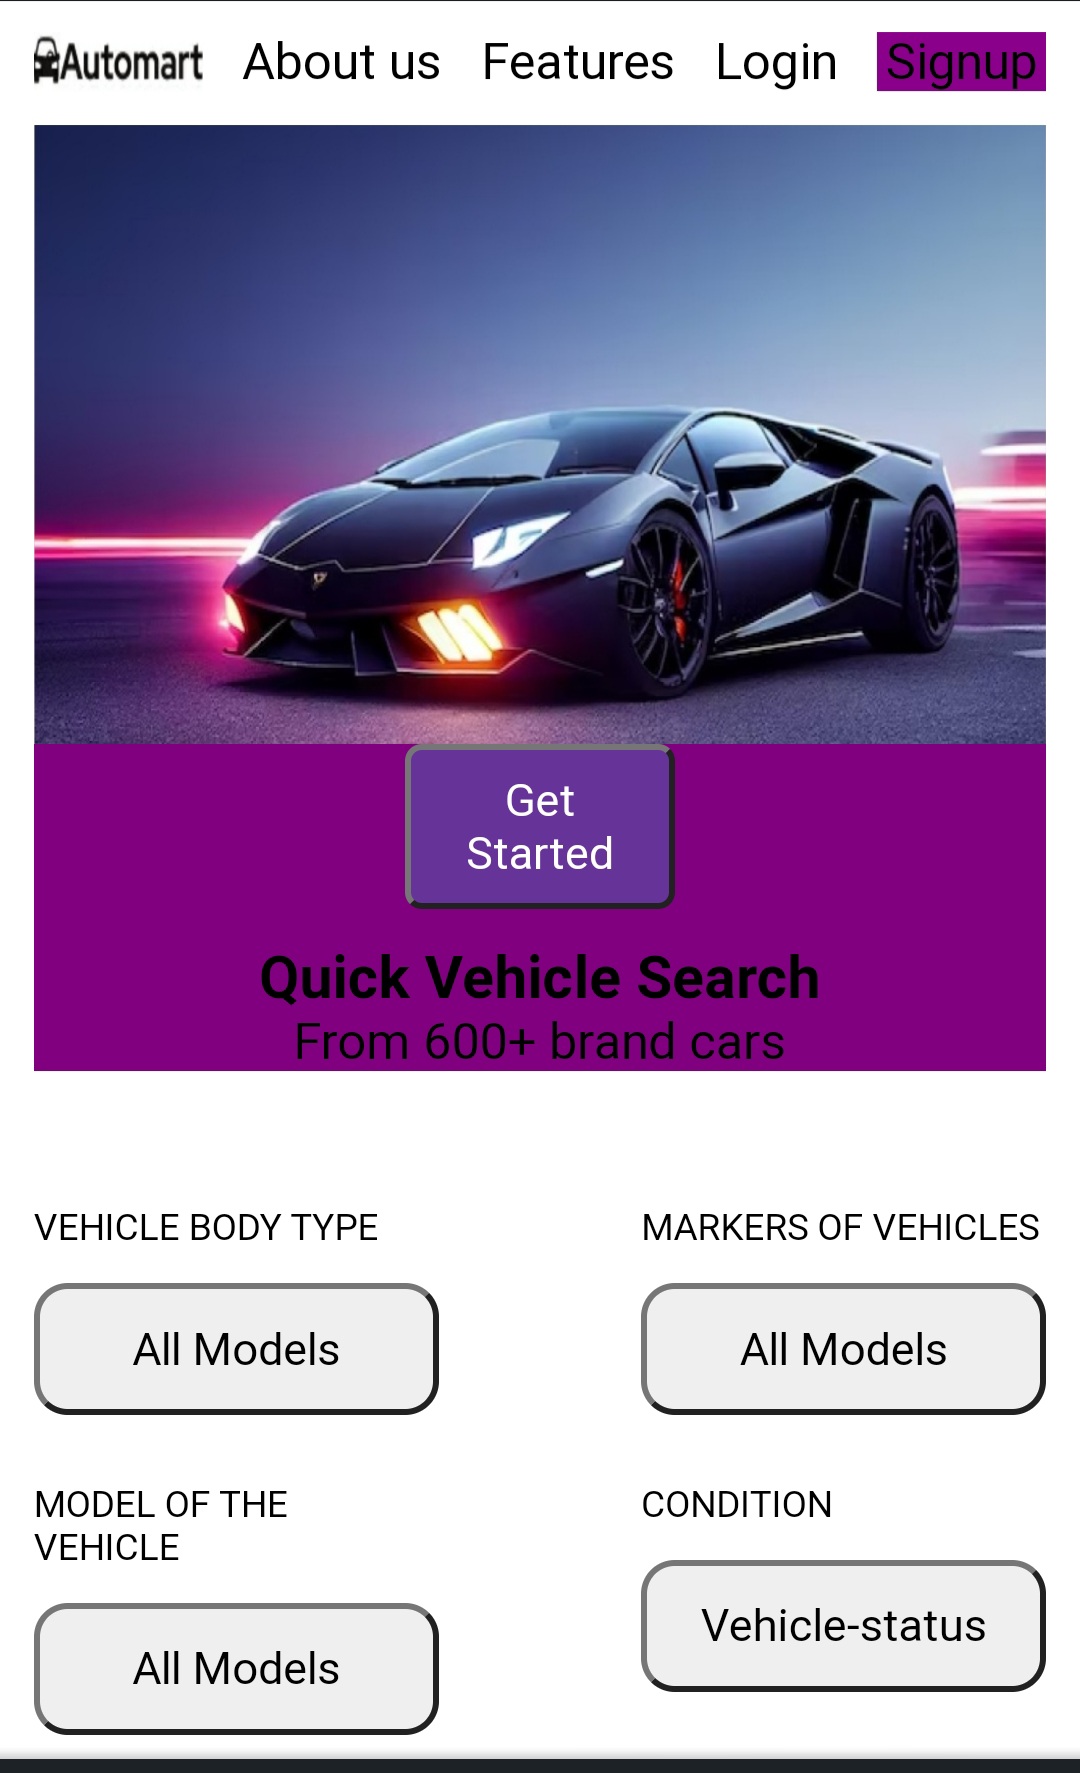 Automart About us Features Login Signup
Get
Started
Quick Vehicle Search
From 600+ brand cars
VEHICLE BODY TYPE
MARKERS OF VEHICLES
All Models
All Models
MODEL OF THE
VEHICLE
CONDITION
All Models
Vehicle-status